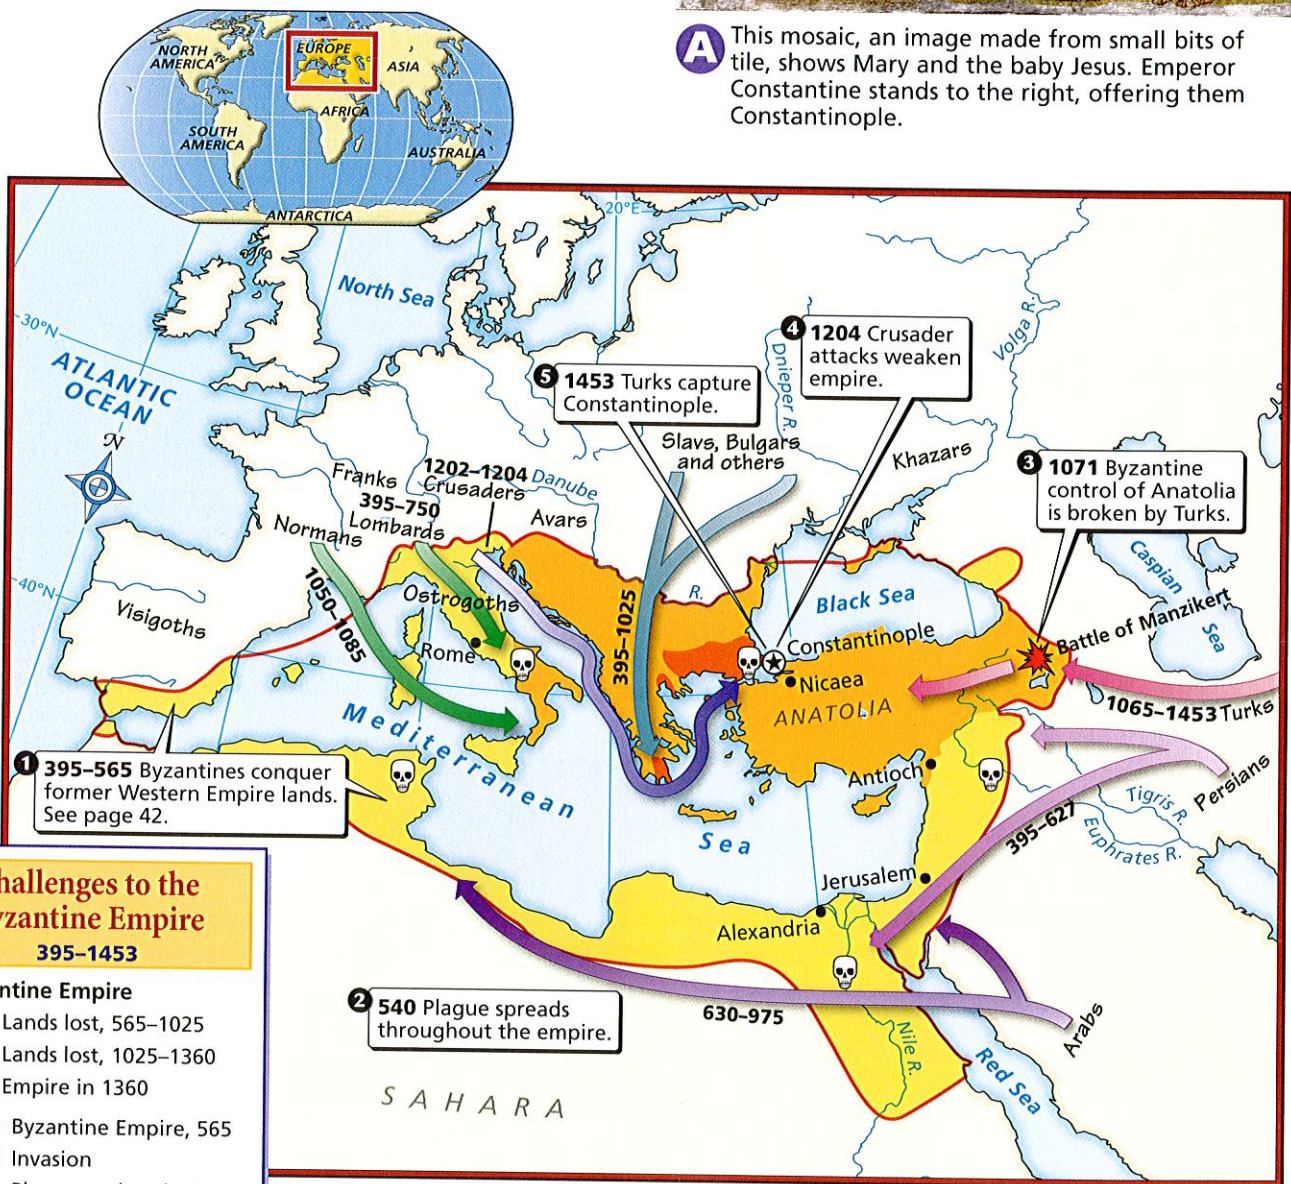 NORTH
AMERICA
EUROPE
ASIA
AFRICA
SOUTH
AMERICA
AUSTRALIA
ANTARCTICA
A This mosaic, an image made from small bits of
tile, shows Mary and the baby Jesus. Emperor
Constantine stands to the right, offering them
Constantinople.
20°E
North Sea
30°N
ATLANTIC
OCEAN
N
40°N
Volga R.
Dnieper R.
4 1204 Crusader
attacks weaken
empire.
5 1453 Turks capture
Constantinople.
Slavs, Bulgars
and others
Khazars
3 1071 Byzantine
control of Anatolia
is broken by Turks.
Franks
1202–1204
Crusaders
Danube
R.
395–750
Lombards
Avars
Normans
Caspian
Sea
Ostrogoths
1050–1085
Visigoths
395–1025
Black Sea
Rome
Constantinople
Battle of Manzikert
Nicaea
ANATOLIA
1065–1453 Turks
Mediterranean
Sea
1 395–565 Byzantines conquer
former Western Empire lands.
See page 42.
Antioch
Persians
Tigris R.
Euphrates R.
395–627
Jerusalem
Alexandria
2 540 Plague spreads
throughout the empire.
630–975
Arabs
Nile R.
Red Sea
SAHARA
hallenges to the
yzantine Empire
395–1453
ntine Empire
Lands lost, 565–1025
Lands lost, 1025–1360
Empire in 1360
Byzantine Empire, 565
Invasion